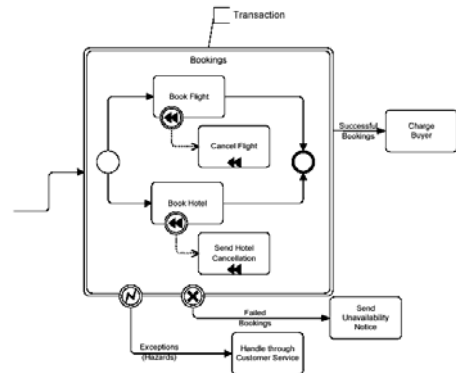 Transaction
Bookings
Book Flight
Cancel Flight
Successful
Bookings
Charge
Buyer
Book Hotel
Send Hotel
Cancellation
Failed
Bookings
Send
Unavailability
Notice
Exceptions
(Hazards)
Handle through
Customer Service